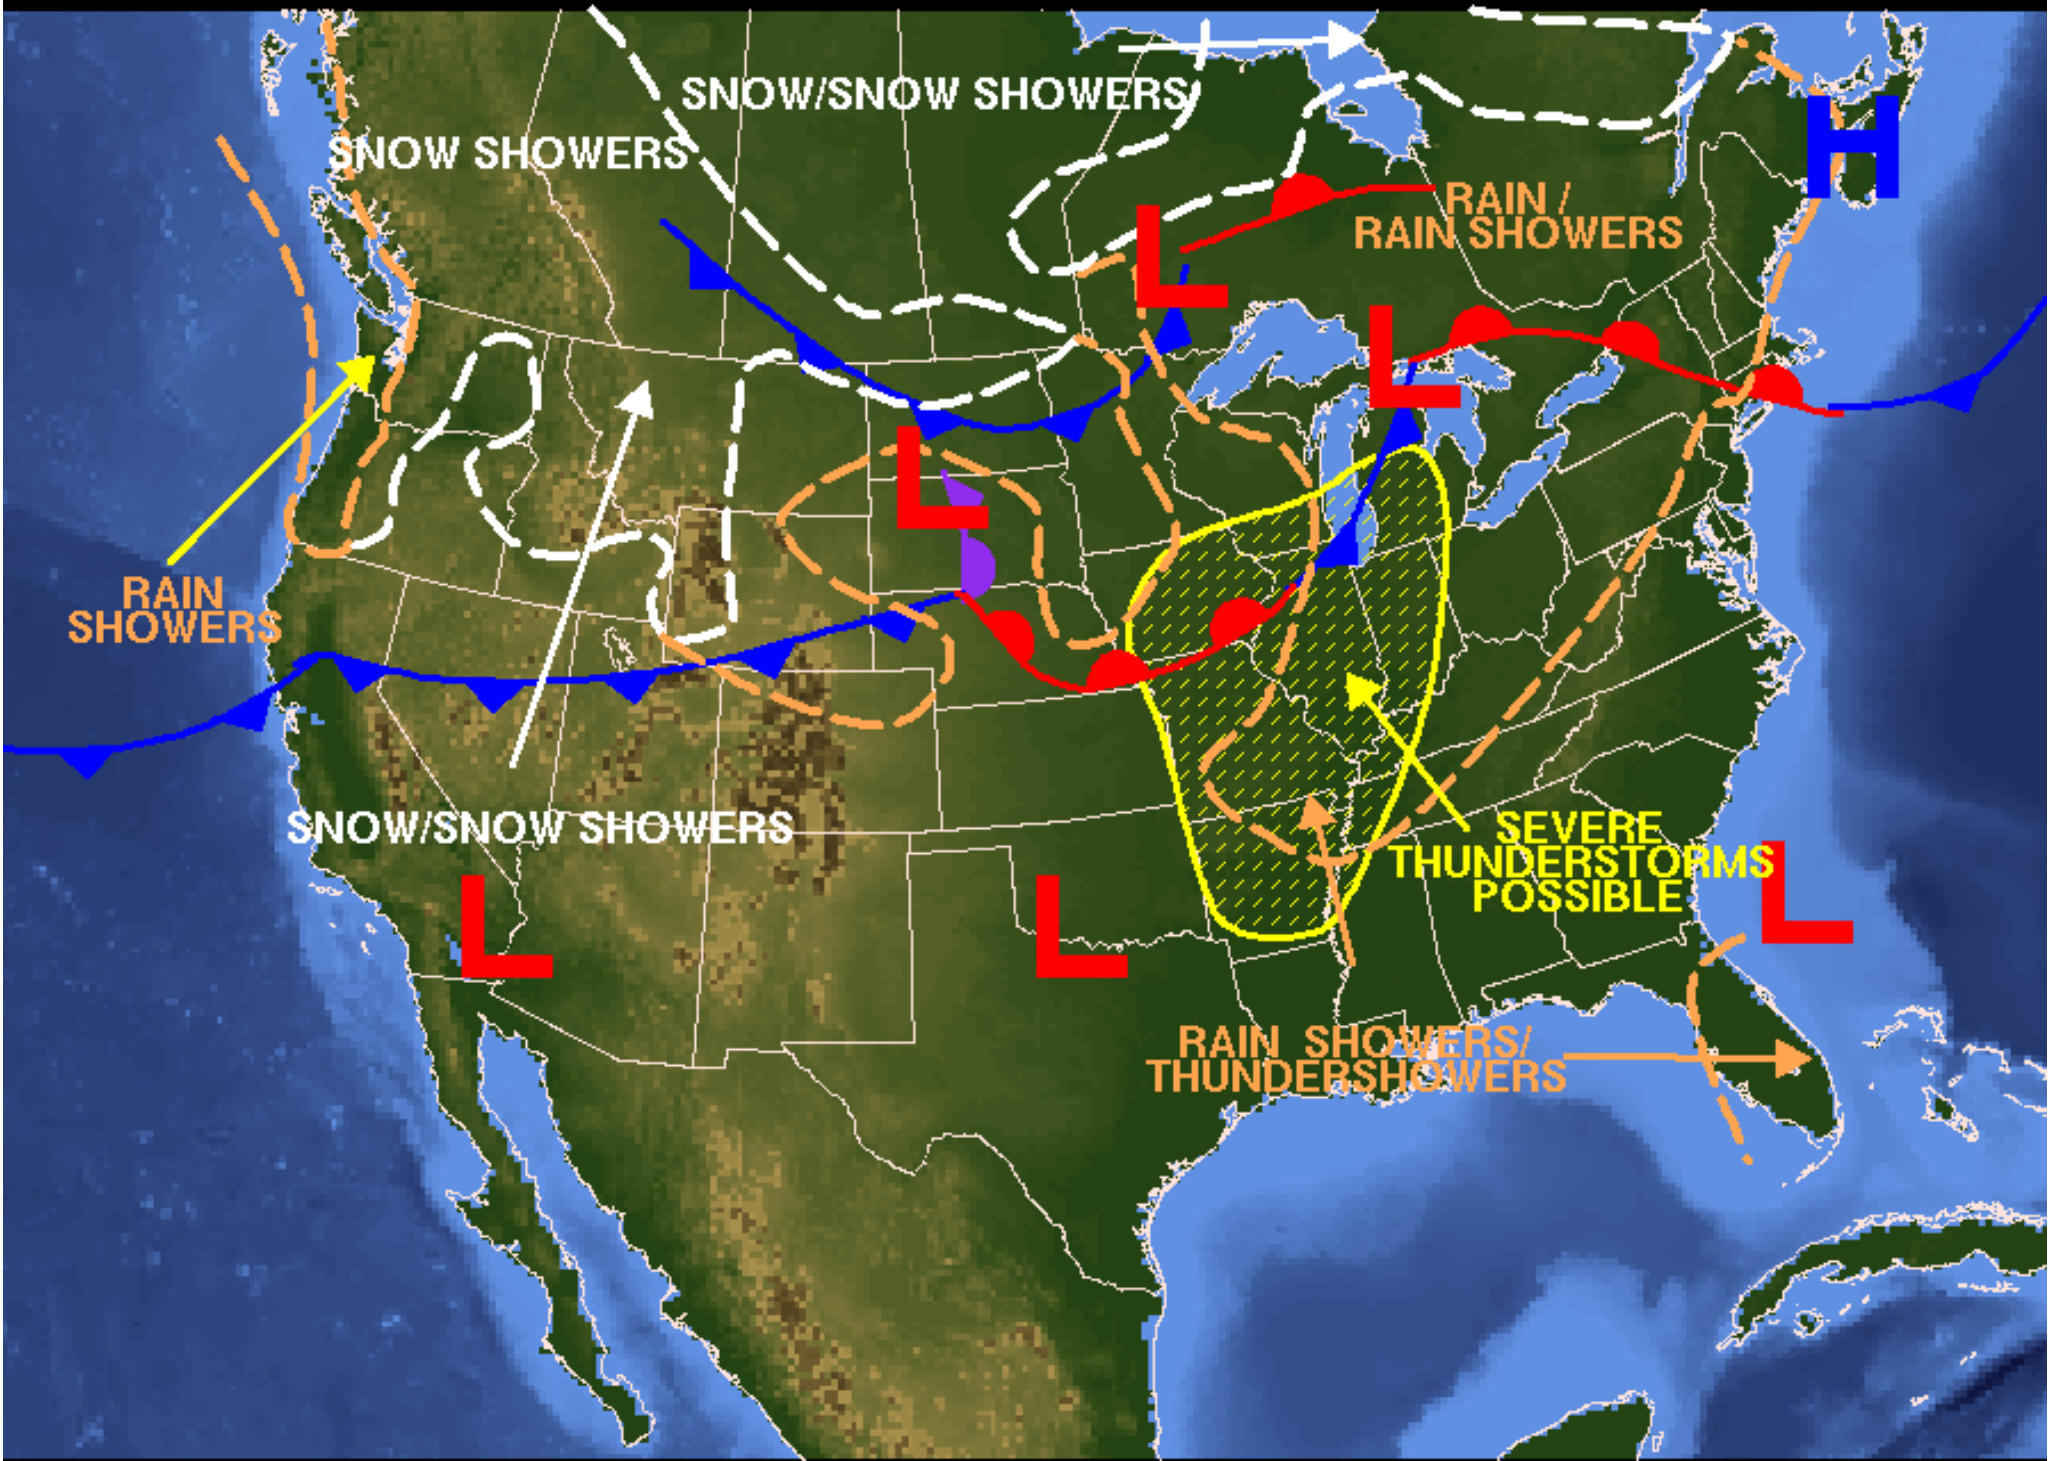 SNOW/SNOW SHOWERS
SNOW SHOWERS
H
RAIN /
RAIN SHOWERS
L
L
L
RAIN
SHOWERS
SNOW/SNOW SHOWERS
SEVERE
THUNDERSTORMS
POSSIBLE
L
L
L
RAIN SHOWERS/
THUNDERSHOWERS